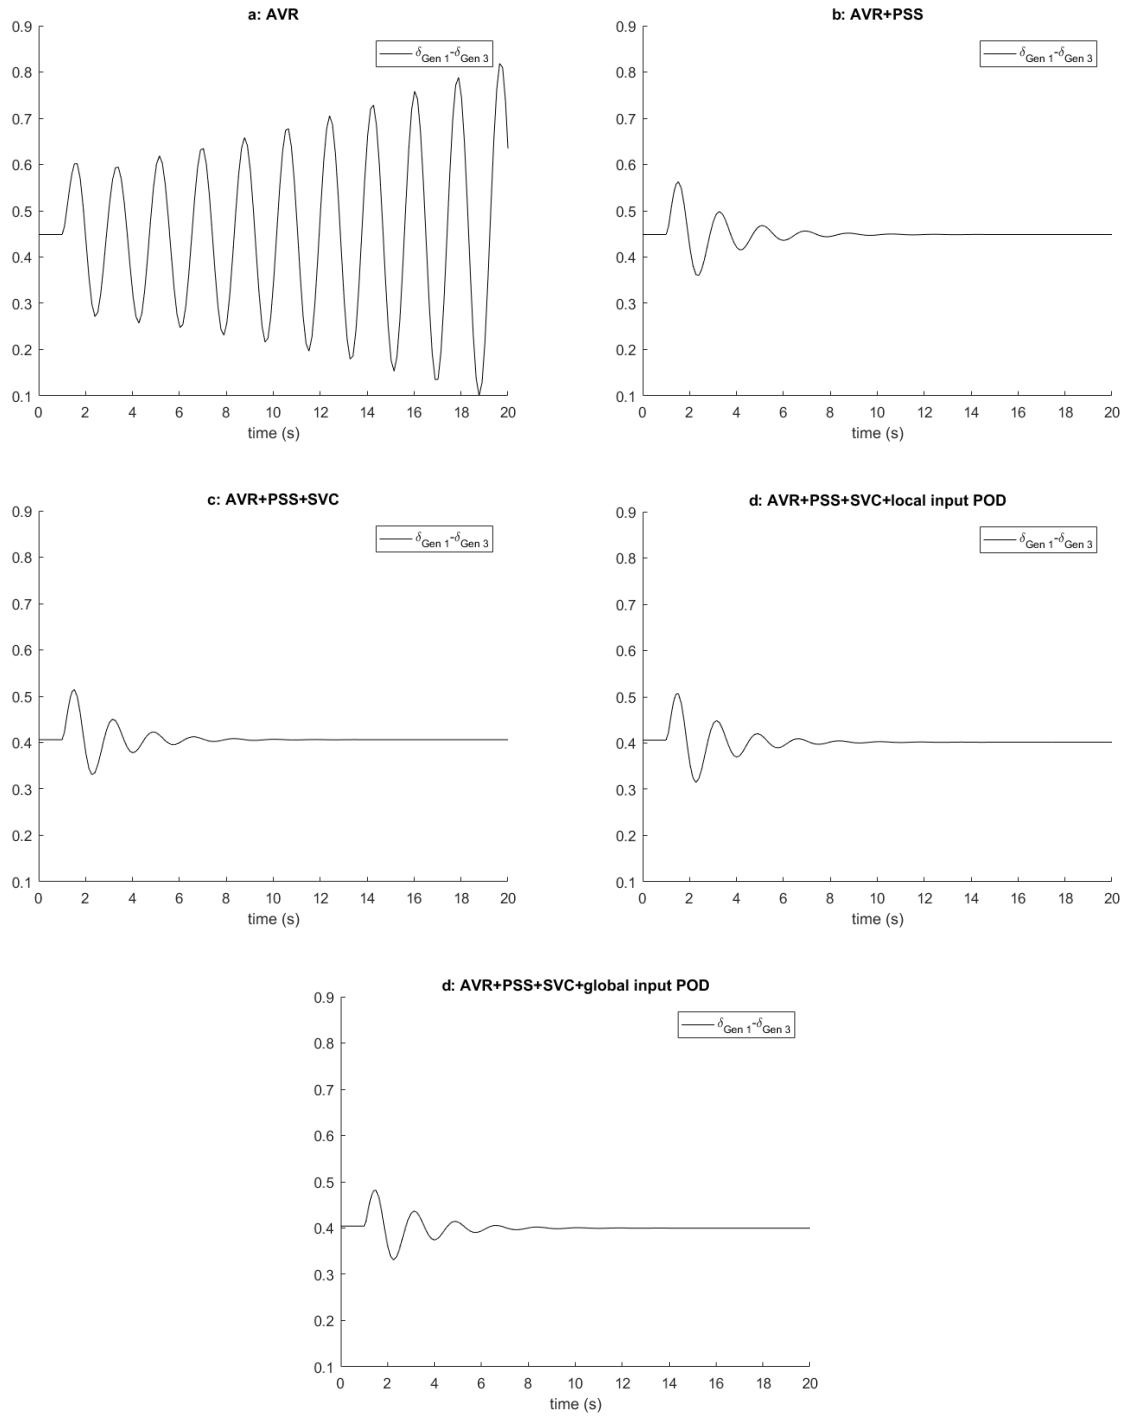 a: AVR
0.9
0.8
0.7
0.6
0.5
0.4
0.3
0.2
0.1
δGen 1-δGen 3
0 2 4 6 8 10 12 14 16 18 20
time (s)
b: AVR+PSS
0.9
0.8
0.7
0.6
0.5
0.4
0.3
0.2
0.1
δGen 1-δGen 3
0 2 4 6 8 10 12 14 16 18 20
time (s)
c: AVR+PSS+SVC
0.9
0.8
0.7
0.6
0.5
0.4
0.3
0.2
0.1
δGen 1-δGen 3
0 2 4 6 8 10 12 14 16 18 20
time (s)
d: AVR+PSS+SVC+local input POD
0.9
0.8
0.7
0.6
0.5
0.4
0.3
0.2
0.1
δGen 1-δGen 3
0 2 4 6 8 10 12 14 16 18 20
time (s)
d: AVR+PSS+SVC+global input POD
0.9
0.8
0.7
0.6
0.5
0.4
0.3
0.2
0.1
δGen 1-δGen 3
0 2 4 6 8 10 12 14 16 18 20
time (s)